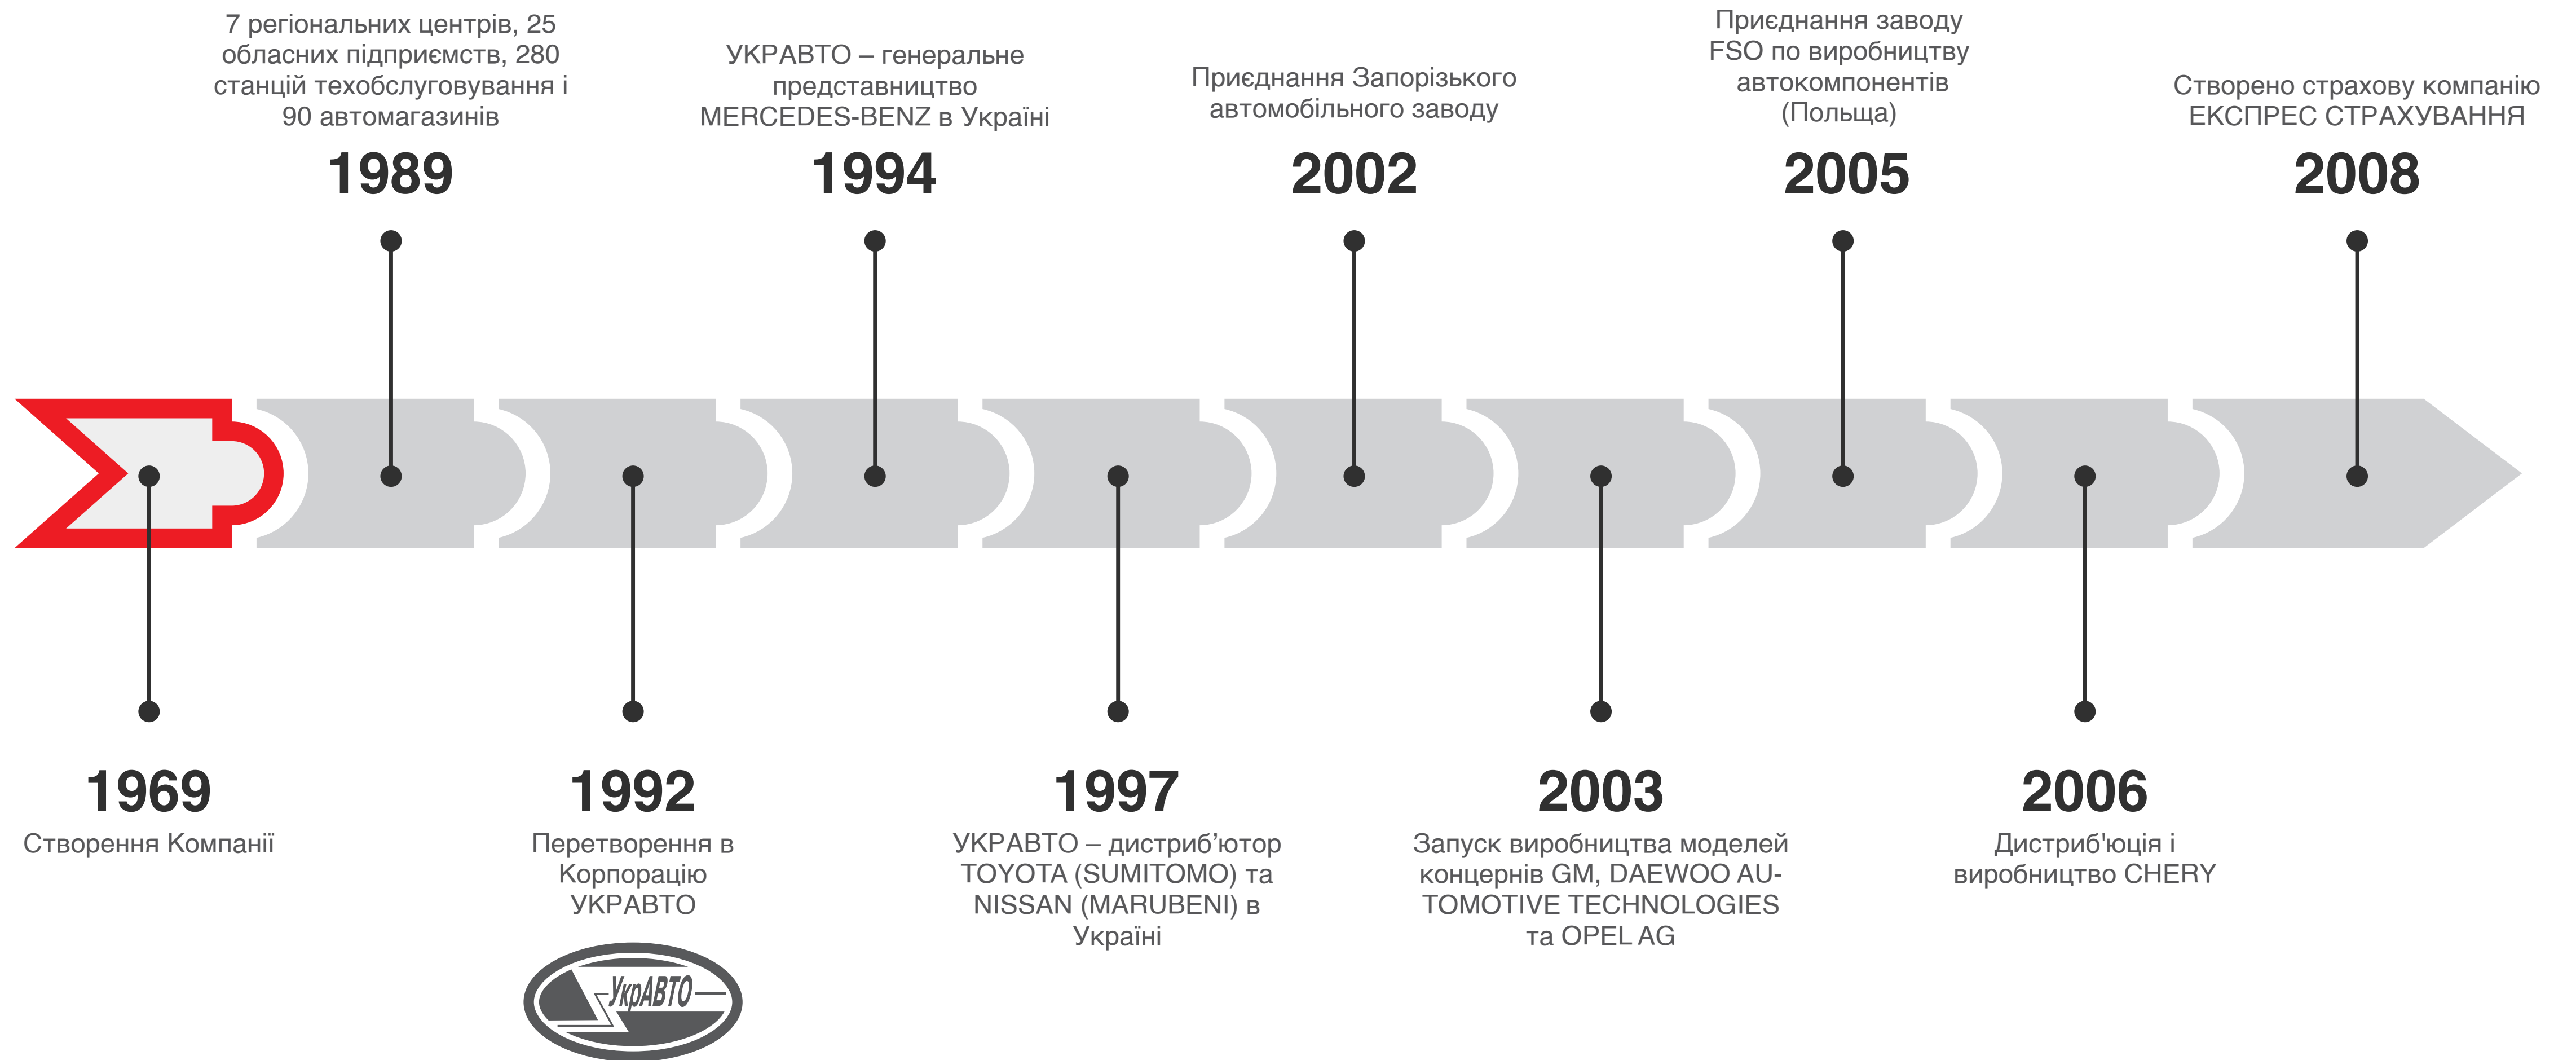 7 регіональних центрів, 25
обласних підприємств, 280
станцій техобслуговування і
90 автомагазинів
1989
УКРАВТО – генеральне
представництво
MERCEDES-BENZ в Україні
1994
Приєднання Запорізького
автомобільного заводу
2002
Приєднання заводу
FSO по виробництву
автокомпонентів
(Польща)
2005
Створено страхову компанію
ЕКСПРЕС СТРАХУВАННЯ
2008
1969
Створення Компанії
1992
Перетворення в
Корпорацію
УКРАВТО
УкрАВТО
1997
УКРАВТО – дистриб’ютор
TOYOTA (SUMITOMO) та
NISSAN (MARUBENI) в
Україні
2003
Запуск виробництва моделей
концернів GM, DAEWOO AU-
TOMOTIVE TECHNOLOGIES
та OPEL AG
2006
Дистриб'юція і
виробництво CHERY